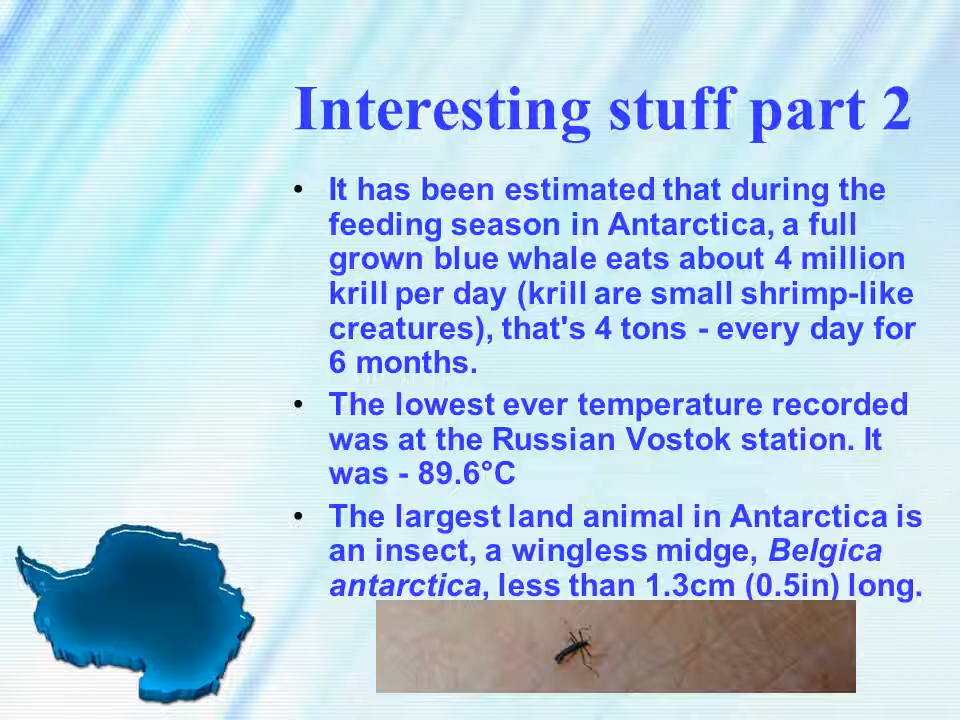 Interesting stuff part 2
• It has been estimated that during the
feeding season in Antarctica, a full
grown blue whale eats about 4 million
krill per day (krill are small shrimp-like
creatures), that's 4 tons - every day for
6 months.
• The lowest ever temperature recorded
was at the Russian Vostok station. It
was - 89.6°C
• The largest land animal in Antarctica is
an insect, a wingless midge, Belgica
antarctica, less than 1.3cm (0.5in) long.